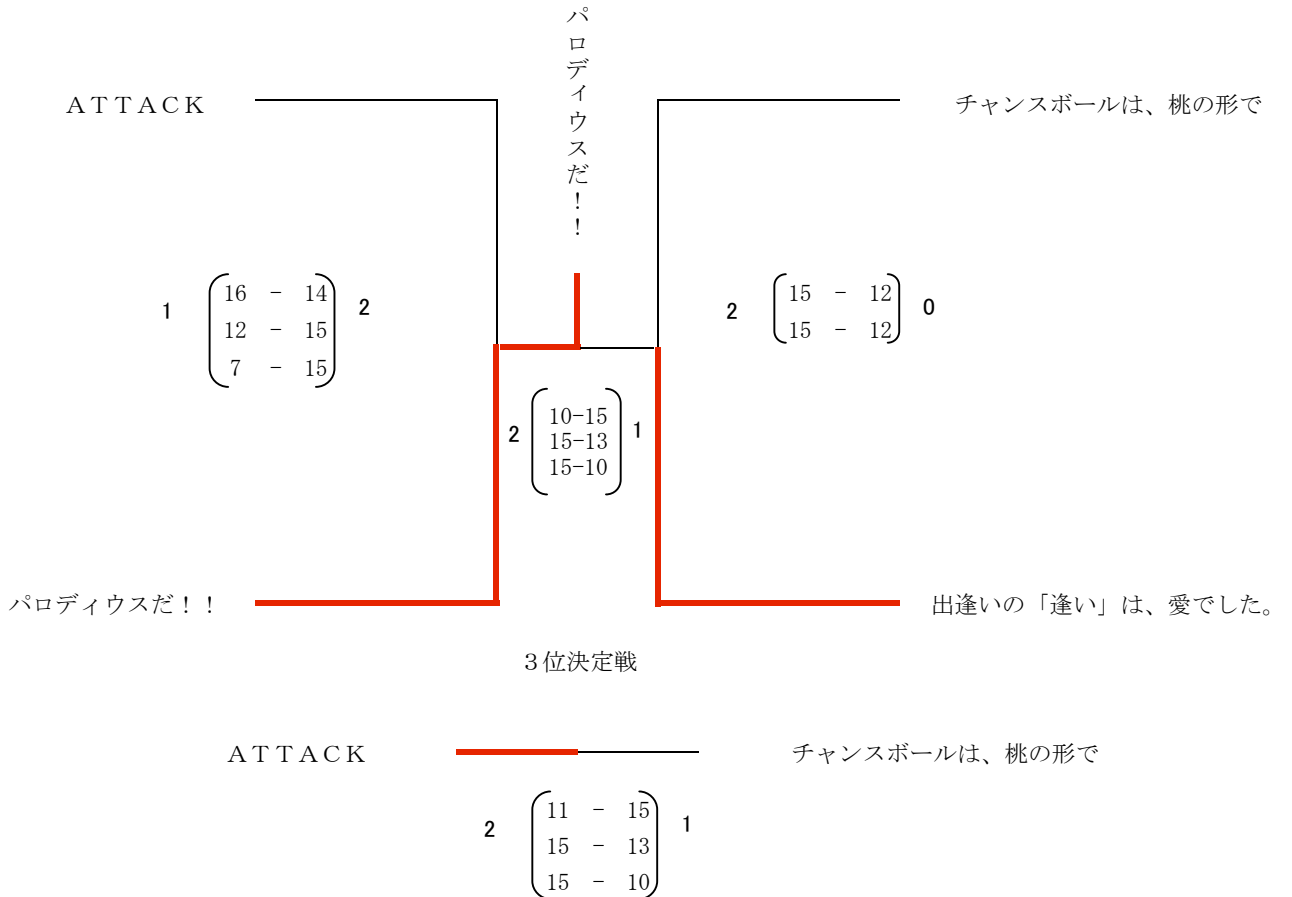 パロディウスだ！！
ＡＴＴＡＣＫ
チャンスボールは、桃の形で
1 16 - 14 2
12 - 15
7 - 15
2 15 - 12 0
15 - 12
2 10-15 1
15-13
15-10
パロディウスだ！！
出逢いの「逢い」は、愛でした。
３位決定戦
ＡＴＴＡＣＫ
チャンスボールは、桃の形で
2 11 - 15 1
15 - 13
15 - 10